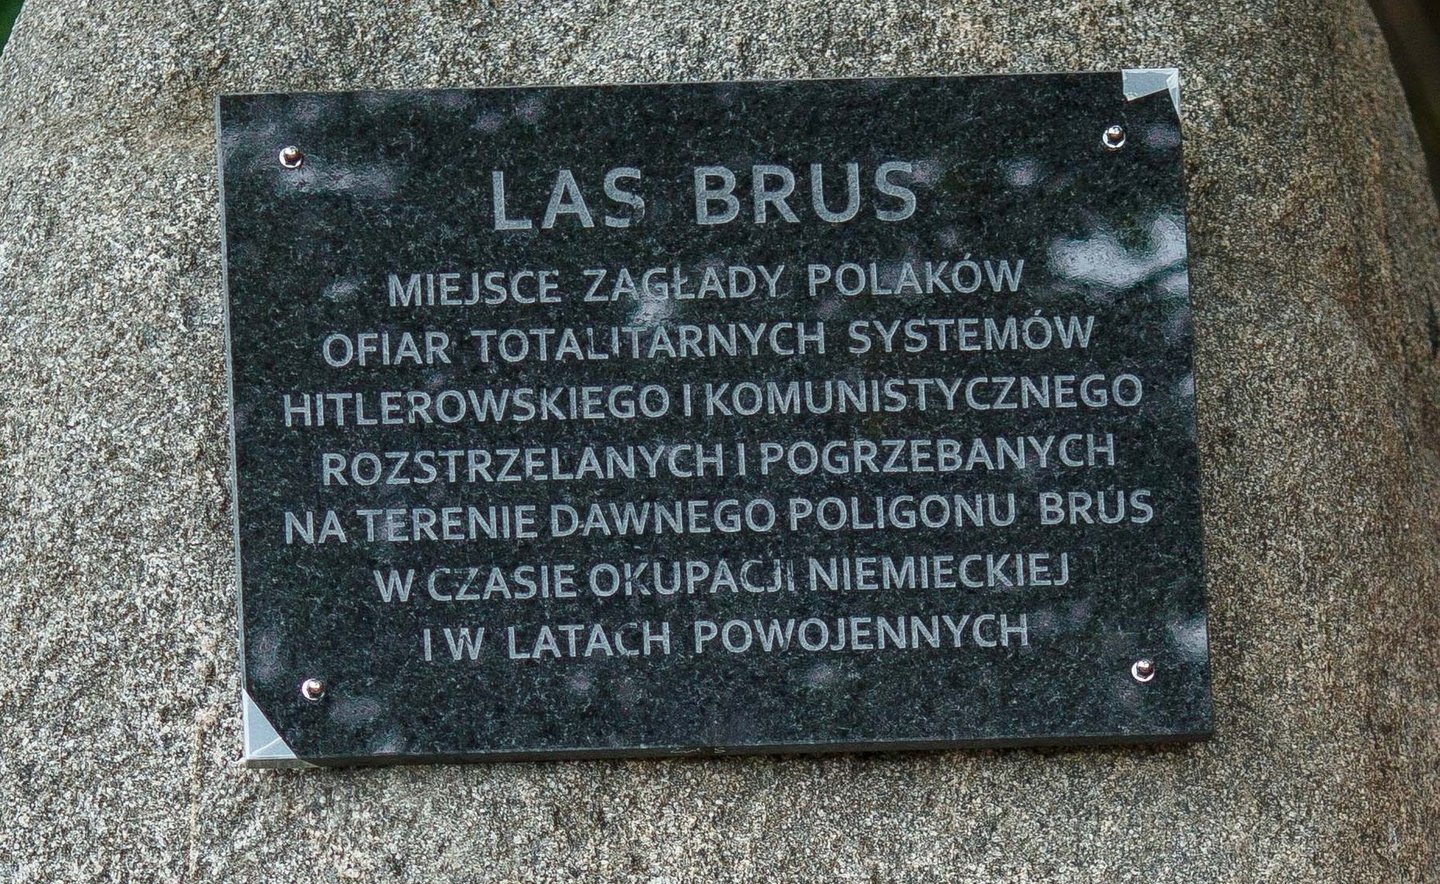 LAS BRUS
MIEJSCE ZAGŁADY POLAKÓW
OFIAR TOTALITARNYCH SYSTEMÓW
HITLEROWSKIEGO I KOMUNISTYCZNEGO
ROZSTRZELANYCH I POGRZEBANYCH
NA TERENIE DAWNEGO POLIGONU BRUS
W CZASIE OKUPACJI NIEMIECKIEJ
I W LATACH POWOJENNYCH